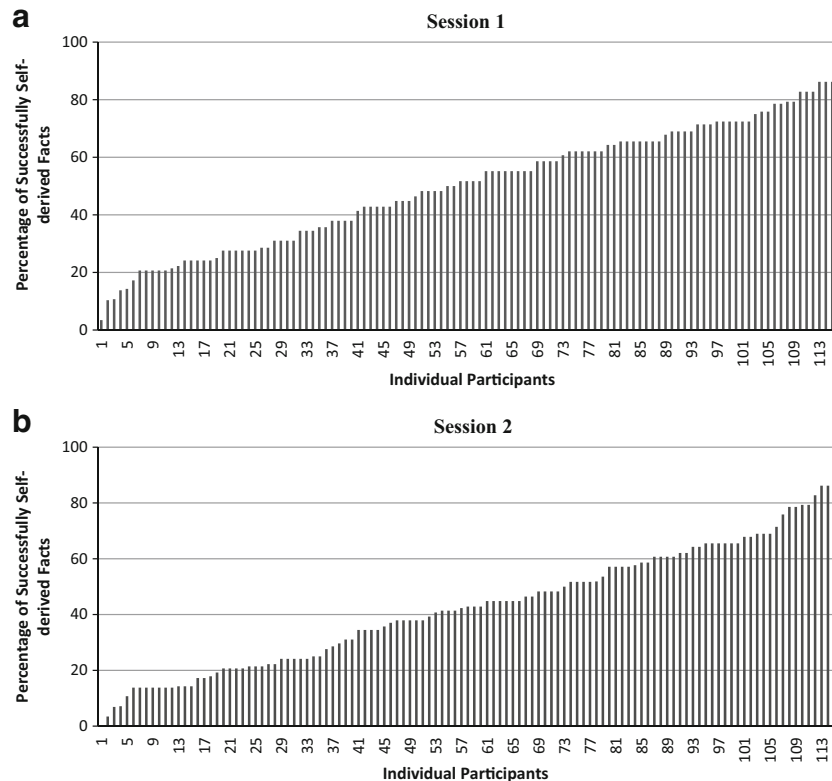 a
Session 1
Percentage of Successfully Self-
derived Facts
100
80
60
40
20
0
1 5 9 13 17 21 25 29 33 37 41 45 49 53 57 61 65 69 73 77 81 85 89 93 97 101 105 109 113
Individual Participants
b
Session 2
Percentage of Successfully Self-
derived Facts
100
80
60
40
20
0
1 5 9 13 17 21 25 29 33 37 41 45 49 53 57 61 65 69 73 77 81 85 89 93 97 101 105 109 113
Individual Participants